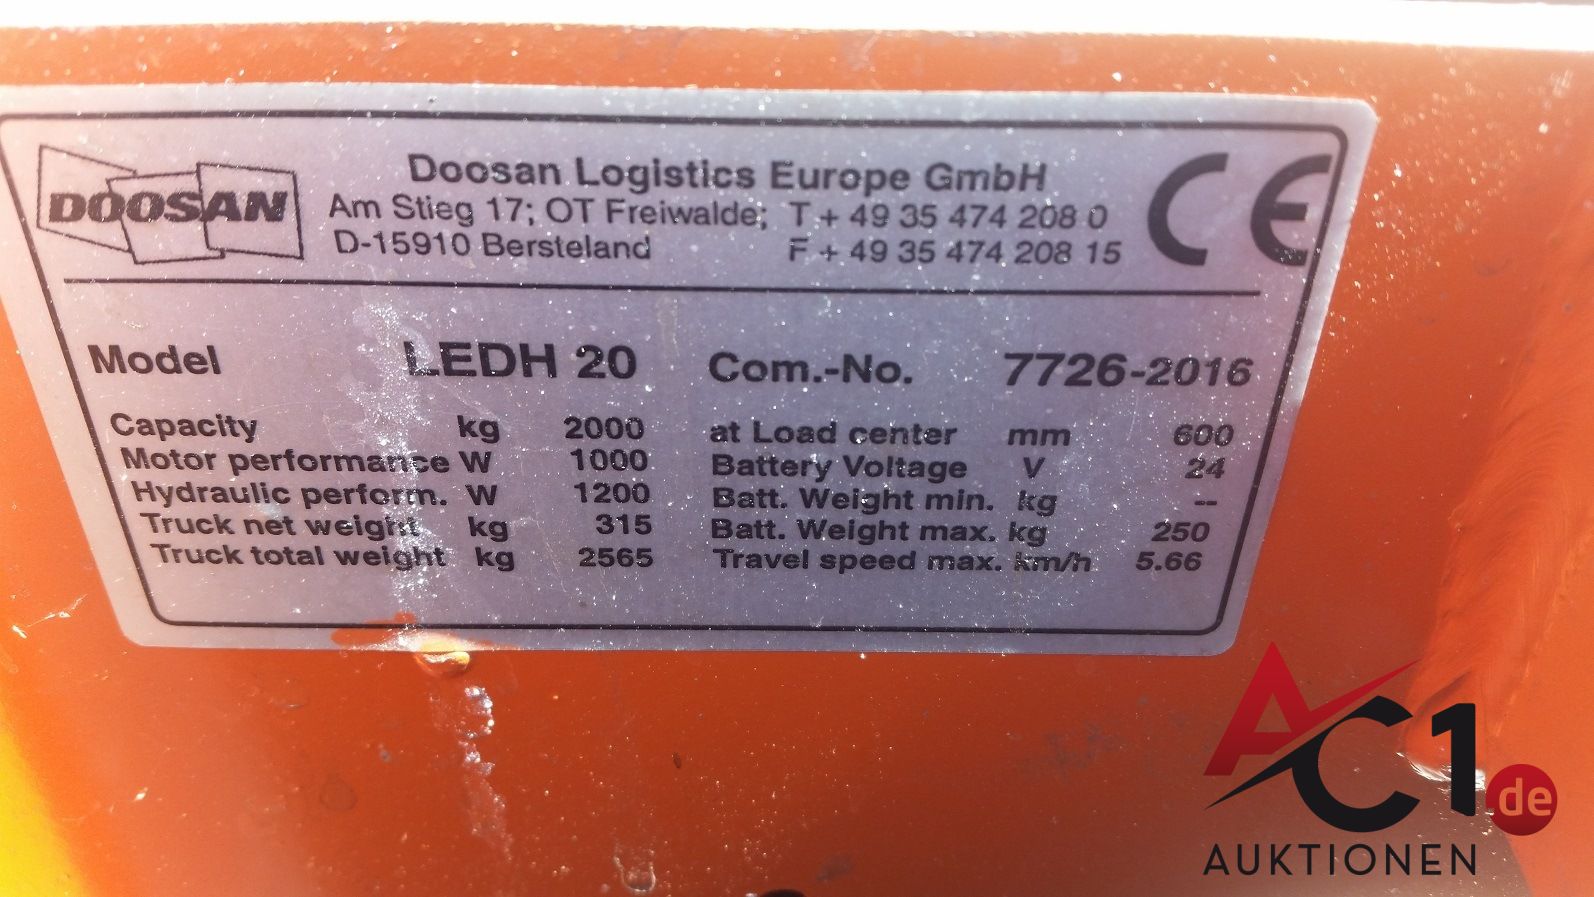 DOOSAN
Doosan Logistics Europe GmbH
Am Stieg 17; OT Freiwalde; T + 49 35 474 208 0
D-15910 Bersteland F + 49 35 474 208 15
CE
Model LEDH 20 Com.-No. 7726-2016
Capacity kg 2000 at Load center mm 600
Motor performance W 1000 Battery Voltage V 24
Hydraulic perform. W 1200 Batt. Weight min. kg --
Truck net weight kg 315 Batt. Weight max. kg 250
Truck total weight kg 2565 Travel speed max. km/h 5.66
AC1.de
AUKTIONEN